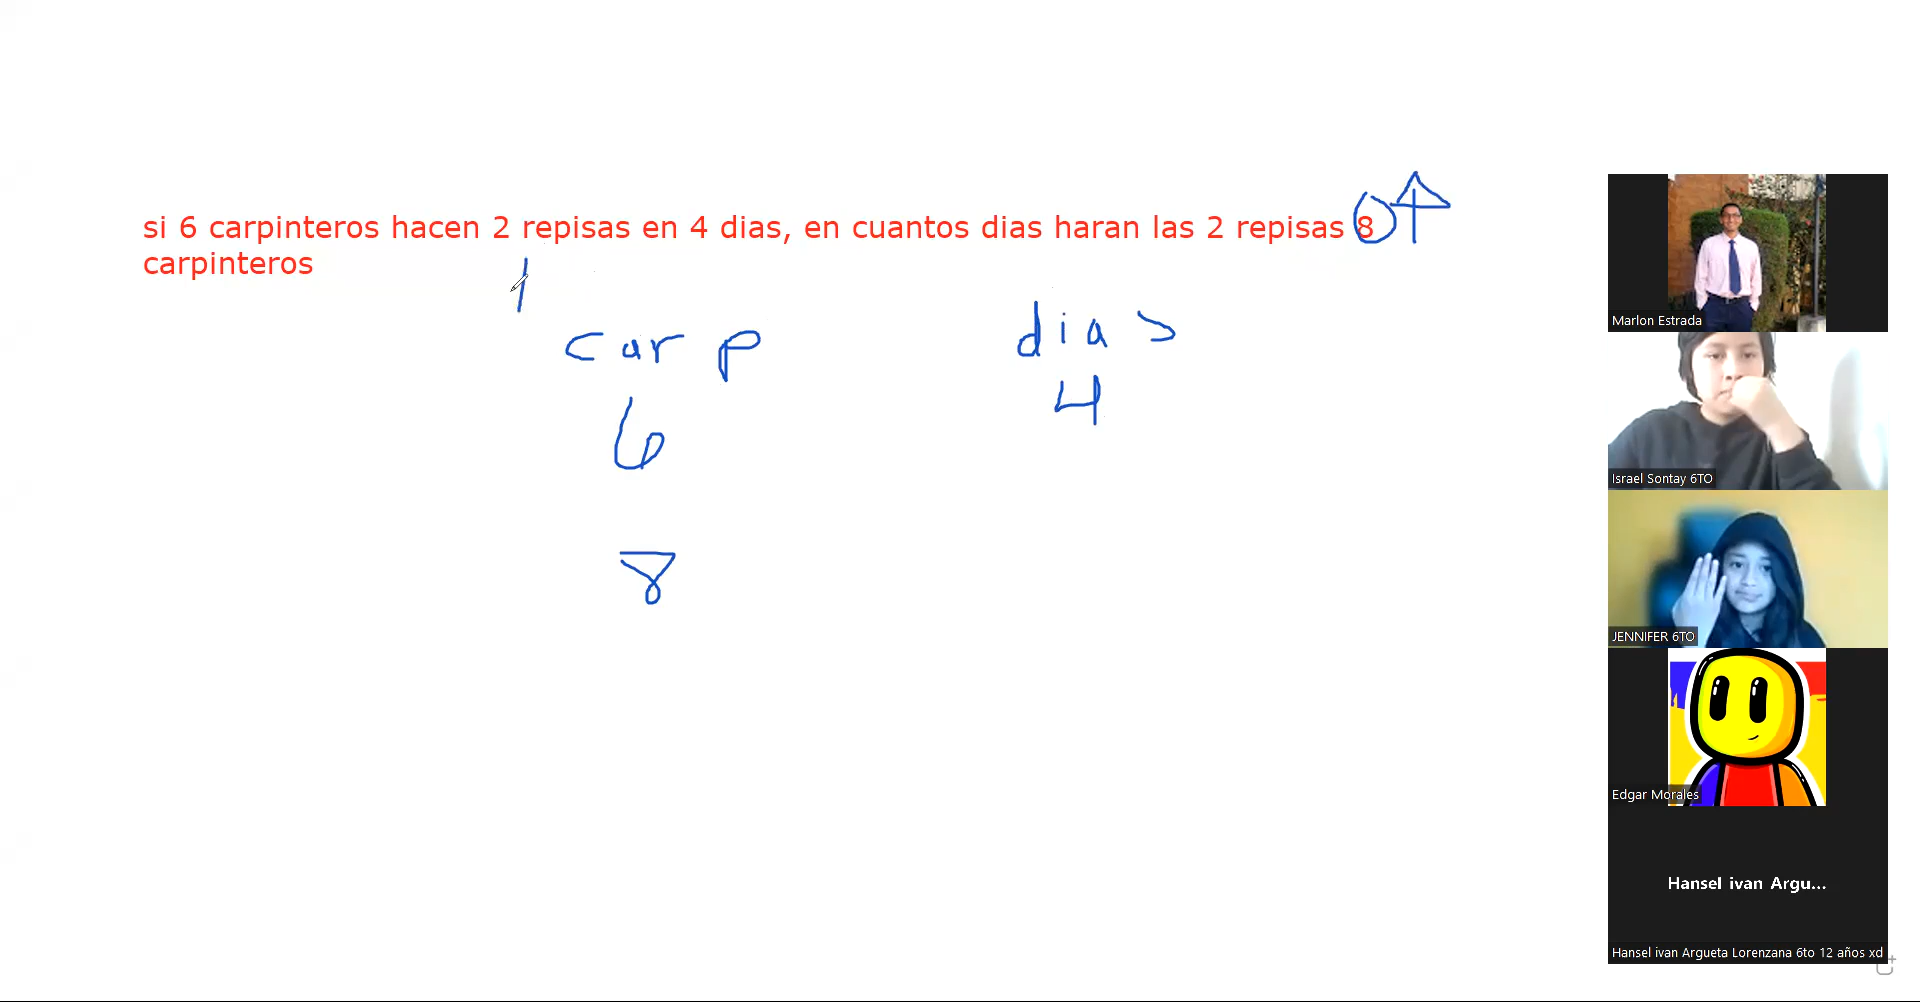 si 6 carpinteros hacen 2 repisas en 4 dias, en cuantos dias haran las 2 repisas 8
carpinteros
carp dias
6 4
8
Marlon Estrada
Israel Sontay 6TO
JENNIFER 6TO
Edgar Morales
Hansel ivan Argu...
Hansel ivan Argueta Lorenzana 6to 12 años xd